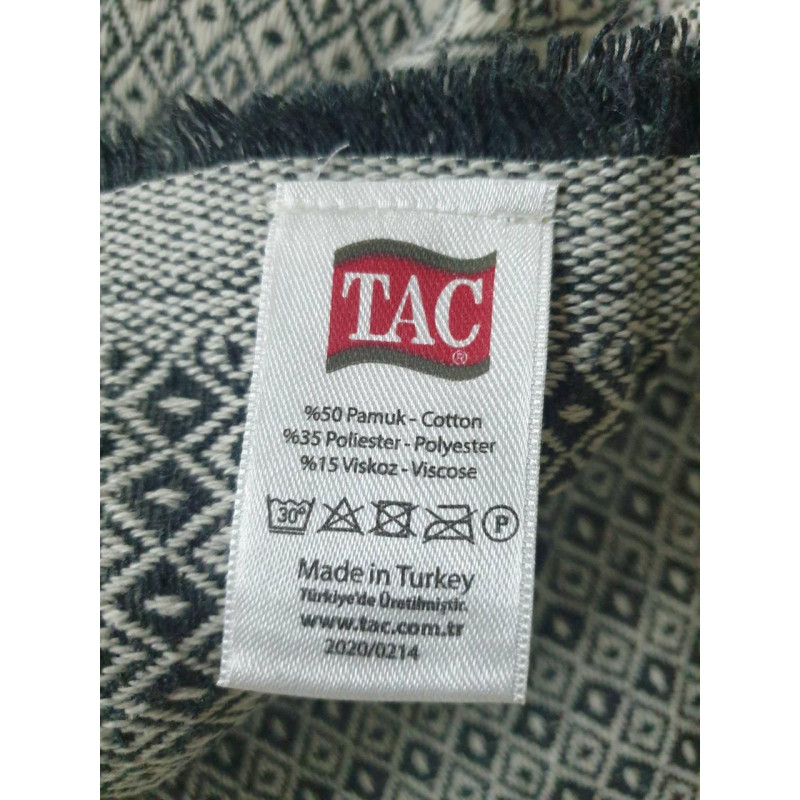 TAC
®
%50 Pamuk - Cotton
%35 Poliester - Polyester
%15 Viskoz - Viscose
30° P
Made in Turkey
Türkiye'de Üretilmiştir.
www.tac.com.tr
2020/0214